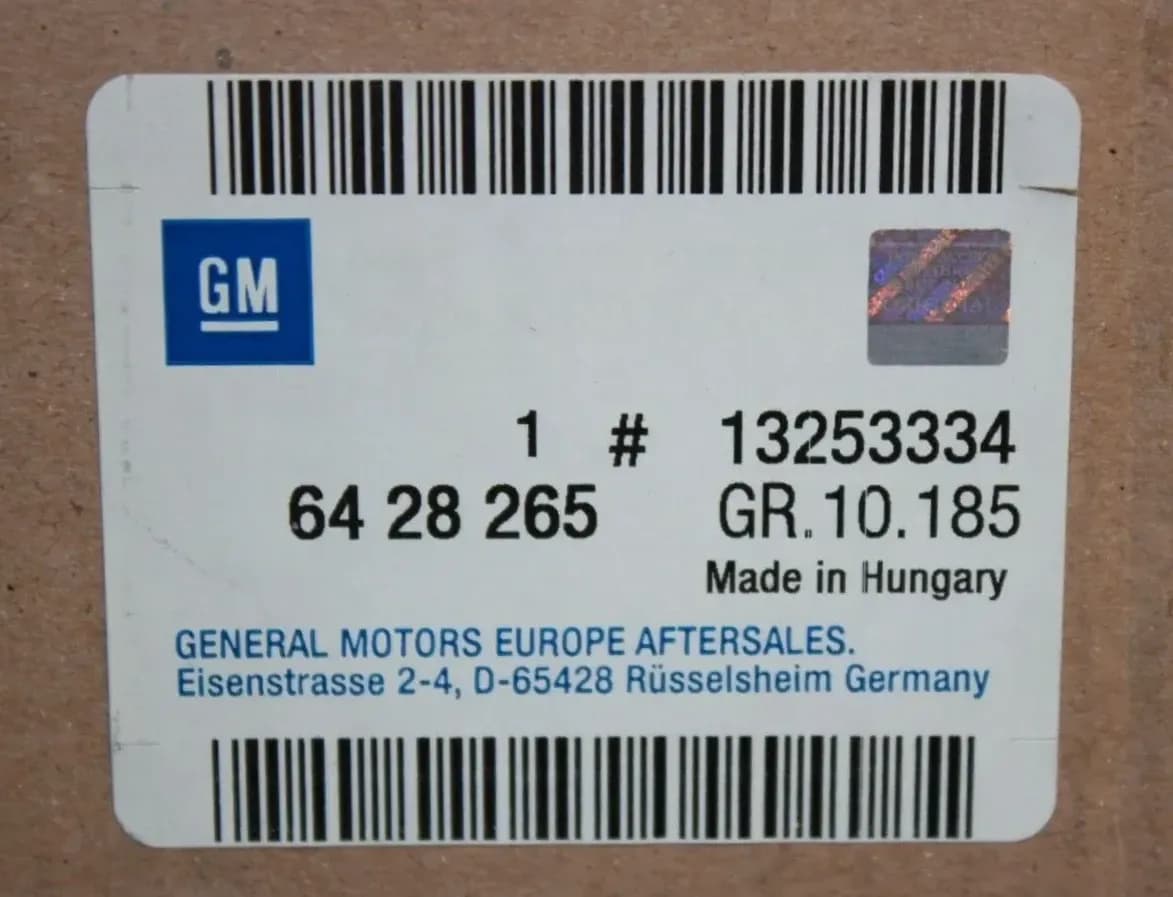 GM
1 # 13253334
64 28 265 GR.10.185
Made in Hungary
GENERAL MOTORS EUROPE AFTERSALES.
Eisenstrasse 2-4, D-65428 Rüsselsheim Germany